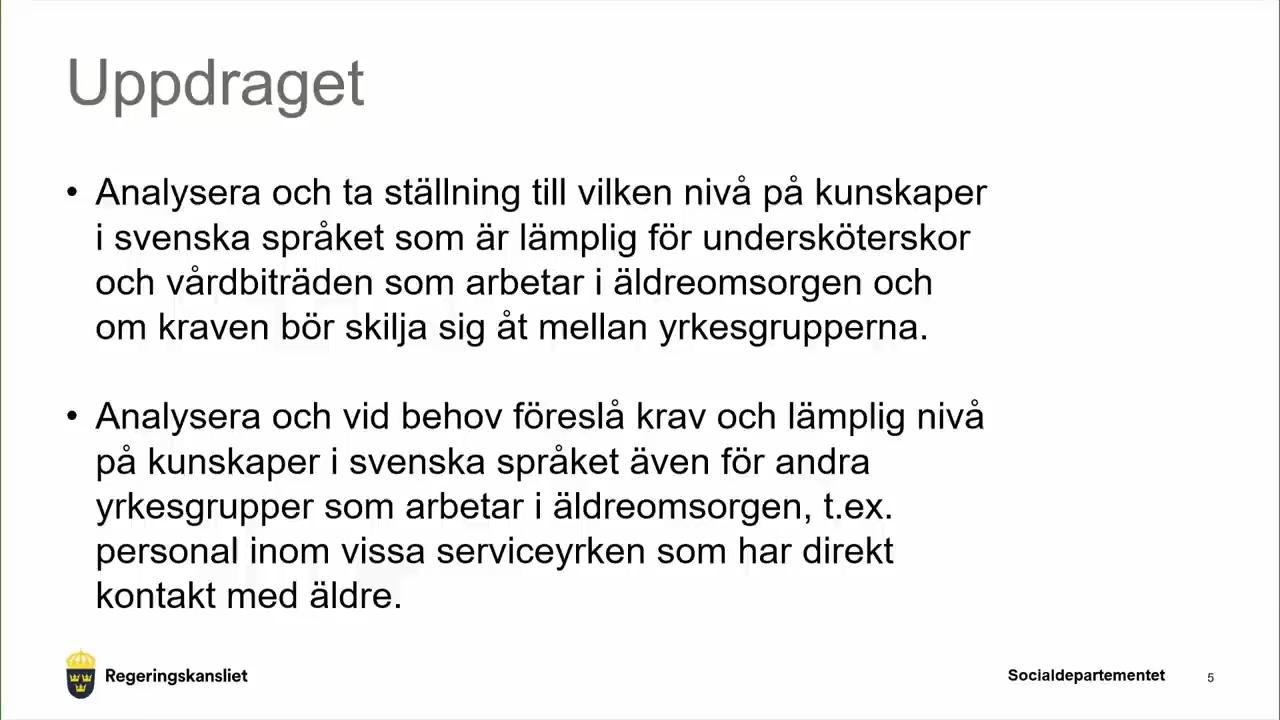 Uppdraget
• Analysera och ta ställning till vilken nivå på kunskaper
i svenska språket som är lämplig för undersköterskor
och vårdbiträden som arbetar i äldreomsorgen och
om kraven bör skilja sig åt mellan yrkesgrupperna.
• Analysera och vid behov föreslå krav och lämplig nivå
på kunskaper i svenska språket även för andra
yrkesgrupper som arbetar i äldreomsorgen, t.ex.
personal inom vissa serviceyrken som har direkt
kontakt med äldre.
Regeringskansliet
Socialdepartementet
5